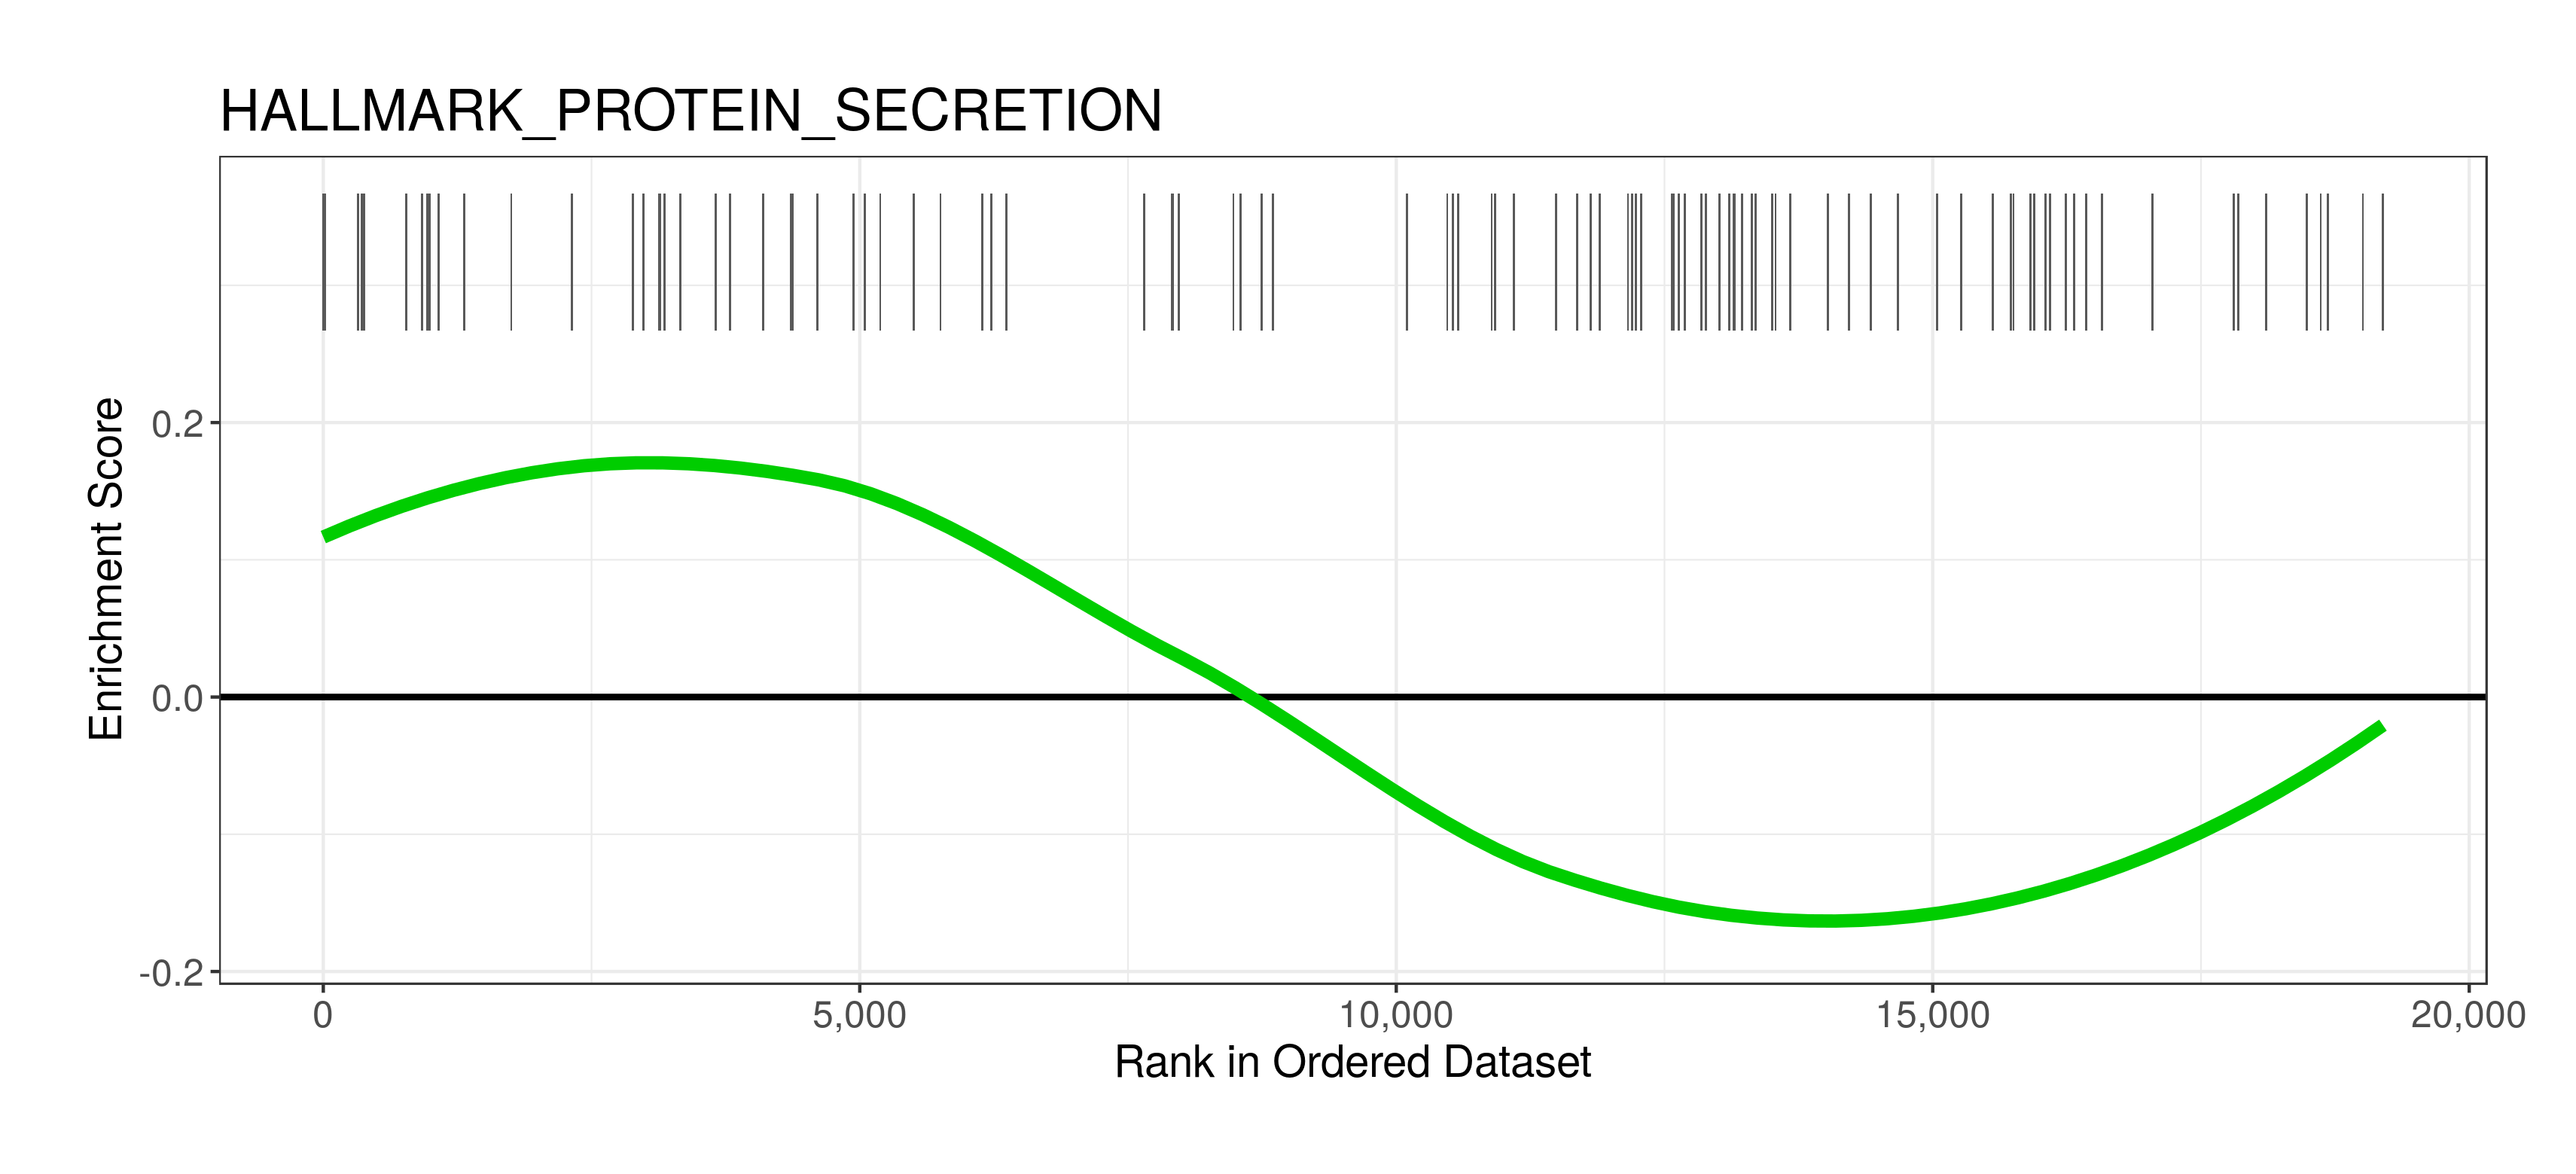 HALLMARK_PROTEIN_SECRETION
Enrichment Score
0.2
0.0
-0.2
0 5,000 10,000 15,000 20,000
Rank in Ordered Dataset